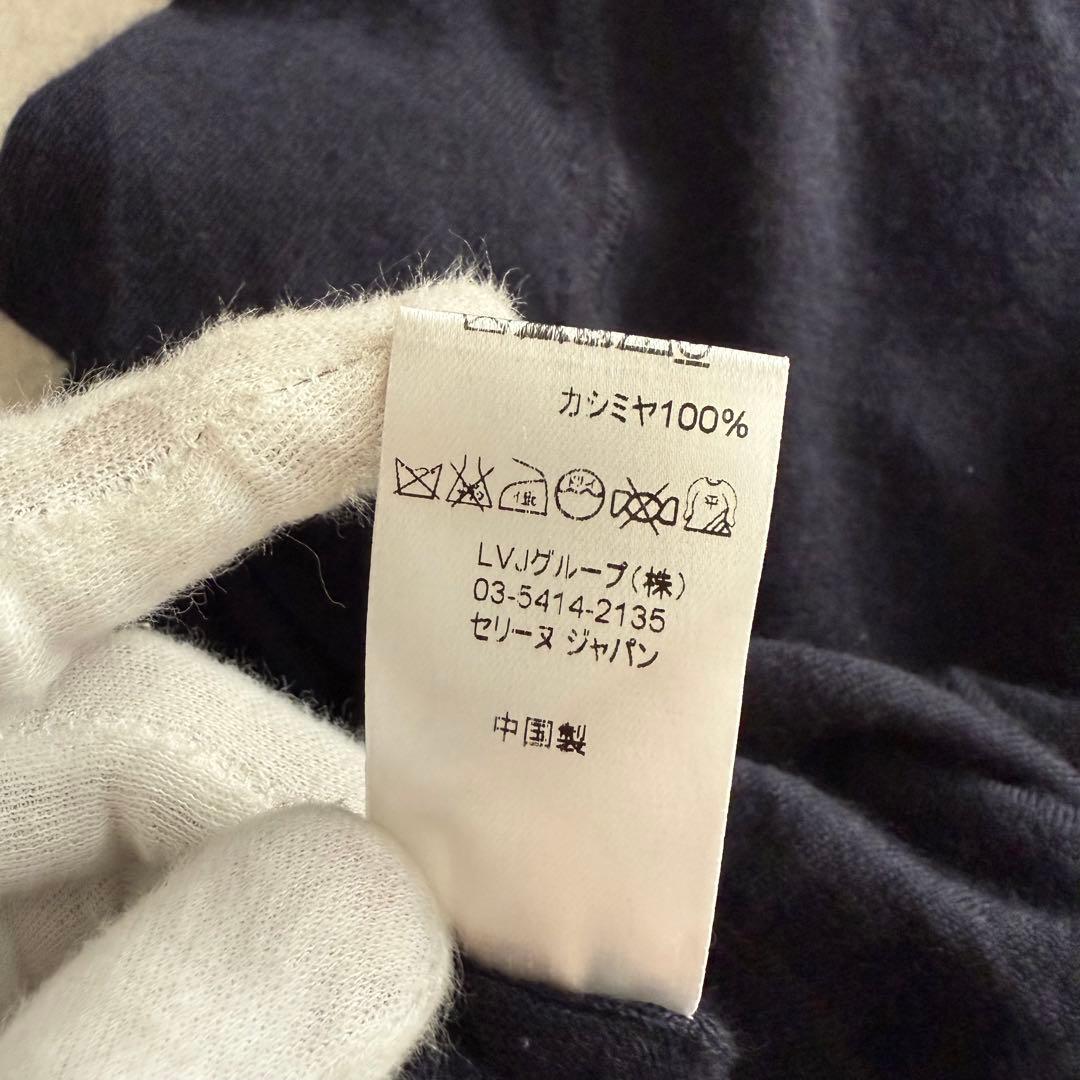 カシミヤ100%
LVJグループ(株)
03-5414-2135
セリーヌ ジャパン
中国製